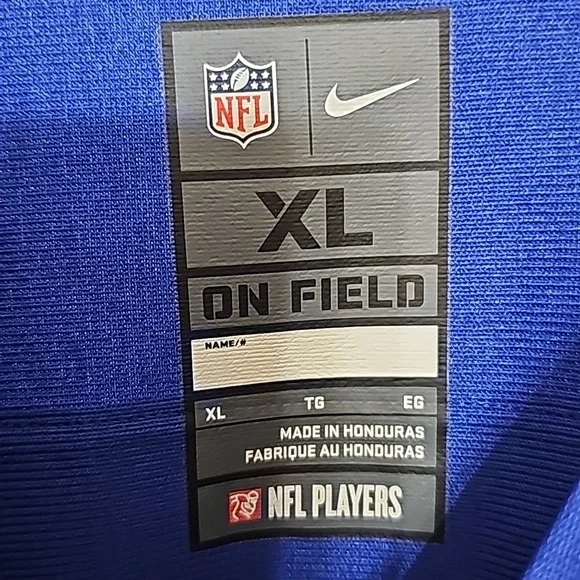 NFL
XL
ON FIELD
NAME/#
XL TG EG
MADE IN HONDURAS
FABRIQUE AU HONDURAS
NFL PLAYERS